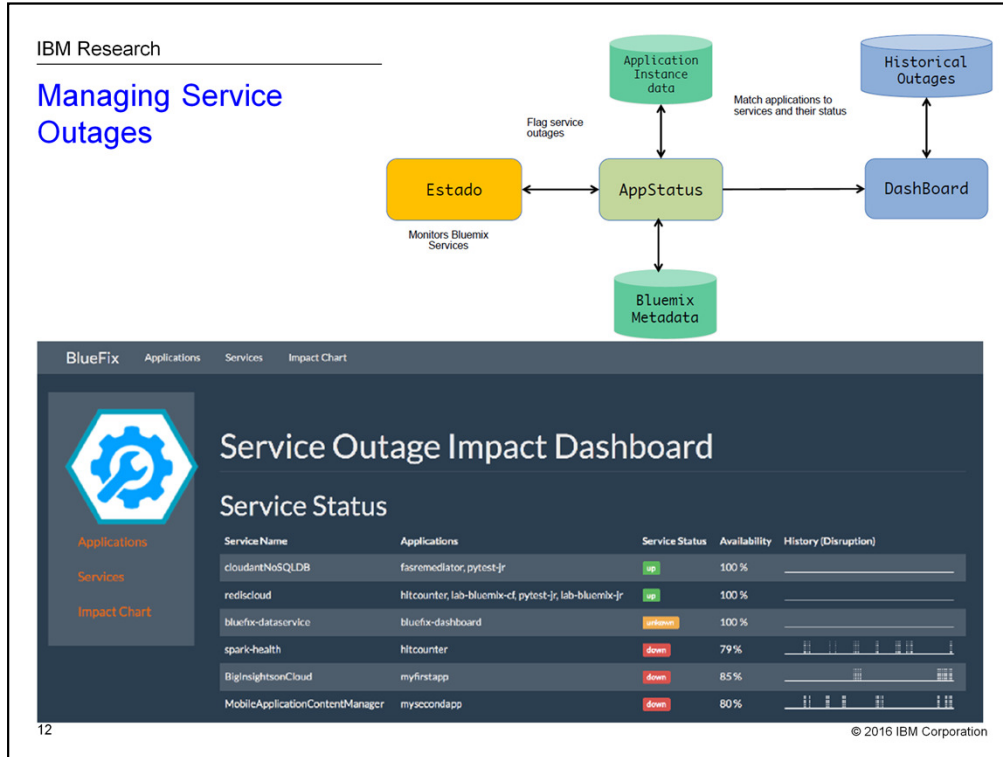 IBM Research
Managing Service
Outages
Application
Instance
data
Historical
Outages
Flag service
outages
Match applications to
services and their status
Estado
AppStatus
DashBoard
Monitors Bluemix
Services
Bluemix
Metadata
BlueFix Applications Services Impact Chart
Applications
Services
Impact Chart
Service Outage Impact Dashboard
Service Status
Service Name Applications Service Status Availability History (Disruption)
cloudantNoSQLDB fasremediator, pytest-jr up 100 %
rediscloud hitcounter, lab-bluemix-cf, pytest-jr, lab-bluemix-jr up 100 %
bluefix-dataservice bluefix-dashboard unkown 100 %
spark-health hitcounter down 79 %
BigInsightsonCloud myfirstapp down 85 %
MobileApplicationContentManager mysecondapp down 80 %
12
© 2016 IBM Corporation